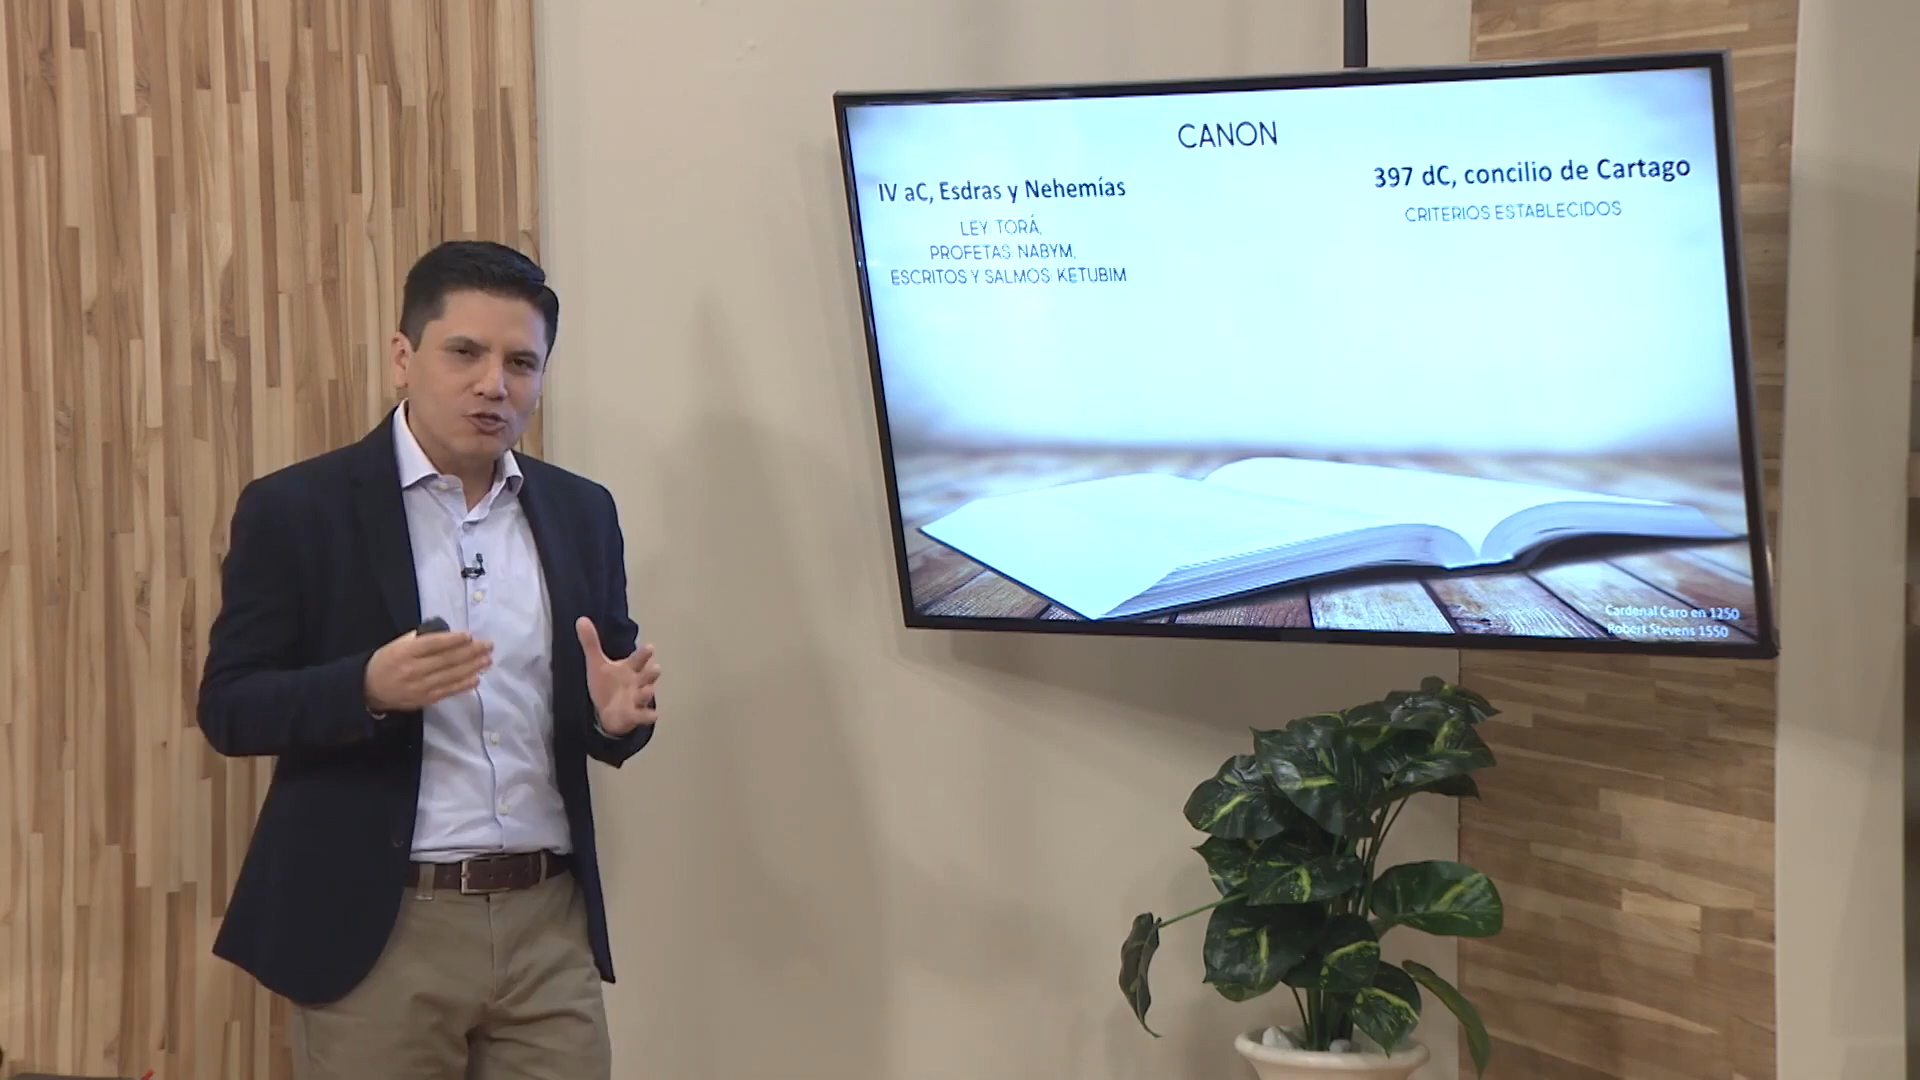 CANON
IV aC, Esdras y Nehemías
LEY TORÁ,
PROFETAS NABYM,
ESCRITOS Y SALMOS KETUBIM
397 dC, concilio de Cartago
CRITERIOS ESTABLECIDOS
Cardenal Caro en 1250
Robert Stevens 1550